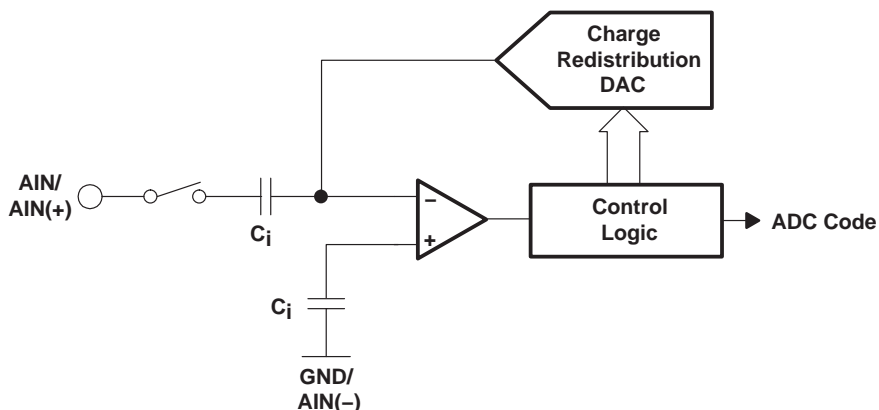 Charge
Redistribution
DAC
AIN/
AIN(+)
Ci
−
+
Control
Logic
ADC Code
Ci
GND/
AIN(−)